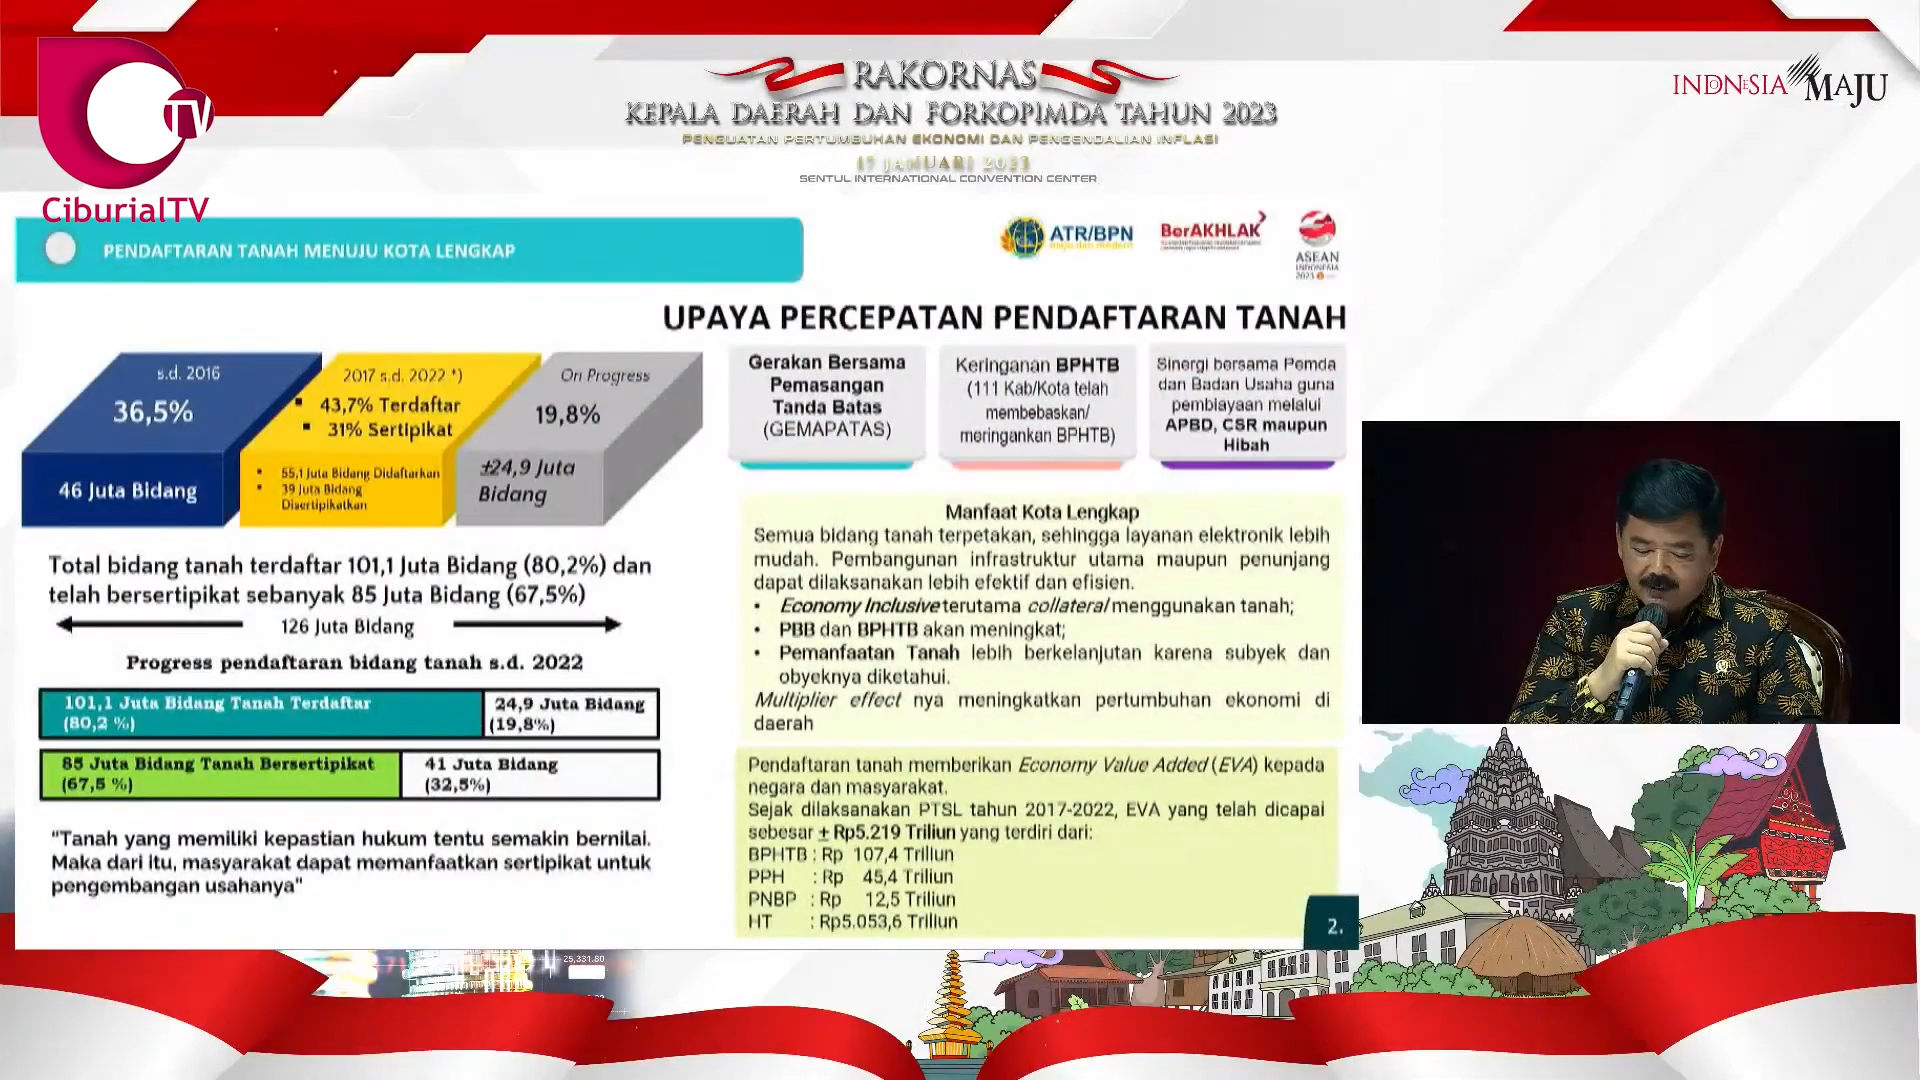 TV
CiburialTV
RAKORNAS
KEPALA DAERAH DAN FORKOPIMDA TAHUN 2023
PENGUATAN PERTUMBUHAN EKONOMI DAN PENGENDALIAN INFLASI
17 JANUARI 2023
SENTUL INTERNATIONAL CONVENTION CENTER
INDONESIA MAJU
PENDAFTARAN TANAH MENUJU KOTA LENGKAP
ATR/BPN
BerAKHLAK
ASEAN
INDONESIA
2023
UPAYA PERCEPATAN PENDAFTARAN TANAH
s.d. 2016
36,5%
46 Juta Bidang
2017 s.d. 2022 *)
▪ 43,7% Terdaftar
▪ 31% Sertipikat
• 55,1 Juta Bidang Didaftarkan
• 39 Juta Bidang
Disertipikatkan
On Progress
19,8%
±24,9 Juta
Bidang
Gerakan Bersama
Pemasangan
Tanda Batas
(GEMAPATAS)
Keringanan BPHTB
(111 Kab/Kota telah
membebaskan/
meringankan BPHTB)
Sinergi bersama Pemda
dan Badan Usaha guna
pembiayaan melalui
APBD, CSR maupun
Hibah
Total bidang tanah terdaftar 101,1 Juta Bidang (80,2%) dan
telah bersertipikat sebanyak 85 Juta Bidang (67,5%)
126 Juta Bidang
Progress pendaftaran bidang tanah s.d. 2022
101,1 Juta Bidang Tanah Terdaftar
(80,2 %)
24,9 Juta Bidang
(19,8%)
85 Juta Bidang Tanah Bersertipikat
(67,5 %)
41 Juta Bidang
(32,5%)
"Tanah yang memiliki kepastian hukum tentu semakin bernilai.
Maka dari itu, masyarakat dapat memanfaatkan sertipikat untuk
pengembangan usahanya"
Manfaat Kota Lengkap
Semua bidang tanah terpetakan, sehingga layanan elektronik lebih
mudah. Pembangunan infrastruktur utama maupun penunjang
dapat dilaksanakan lebih efektif dan efisien.
• Economy Inclusive terutama collateral menggunakan tanah;
• PBB dan BPHTB akan meningkat;
• Pemanfaatan Tanah lebih berkelanjutan karena subyek dan
obyeknya diketahui.
Multiplier effect nya meningkatkan pertumbuhan ekonomi di
daerah
Pendaftaran tanah memberikan Economy Value Added (EVA) kepada
negara dan masyarakat.
Sejak dilaksanakan PTSL tahun 2017-2022, EVA yang telah dicapai
sebesar ± Rp5.219 Triliun yang terdiri dari:
BPHTB : Rp 107,4 Triliun
PPH : Rp 45,4 Triliun
PNBP : Rp 12,5 Triliun
HT : Rp5.053,6 Triliun
2.
25,331.80